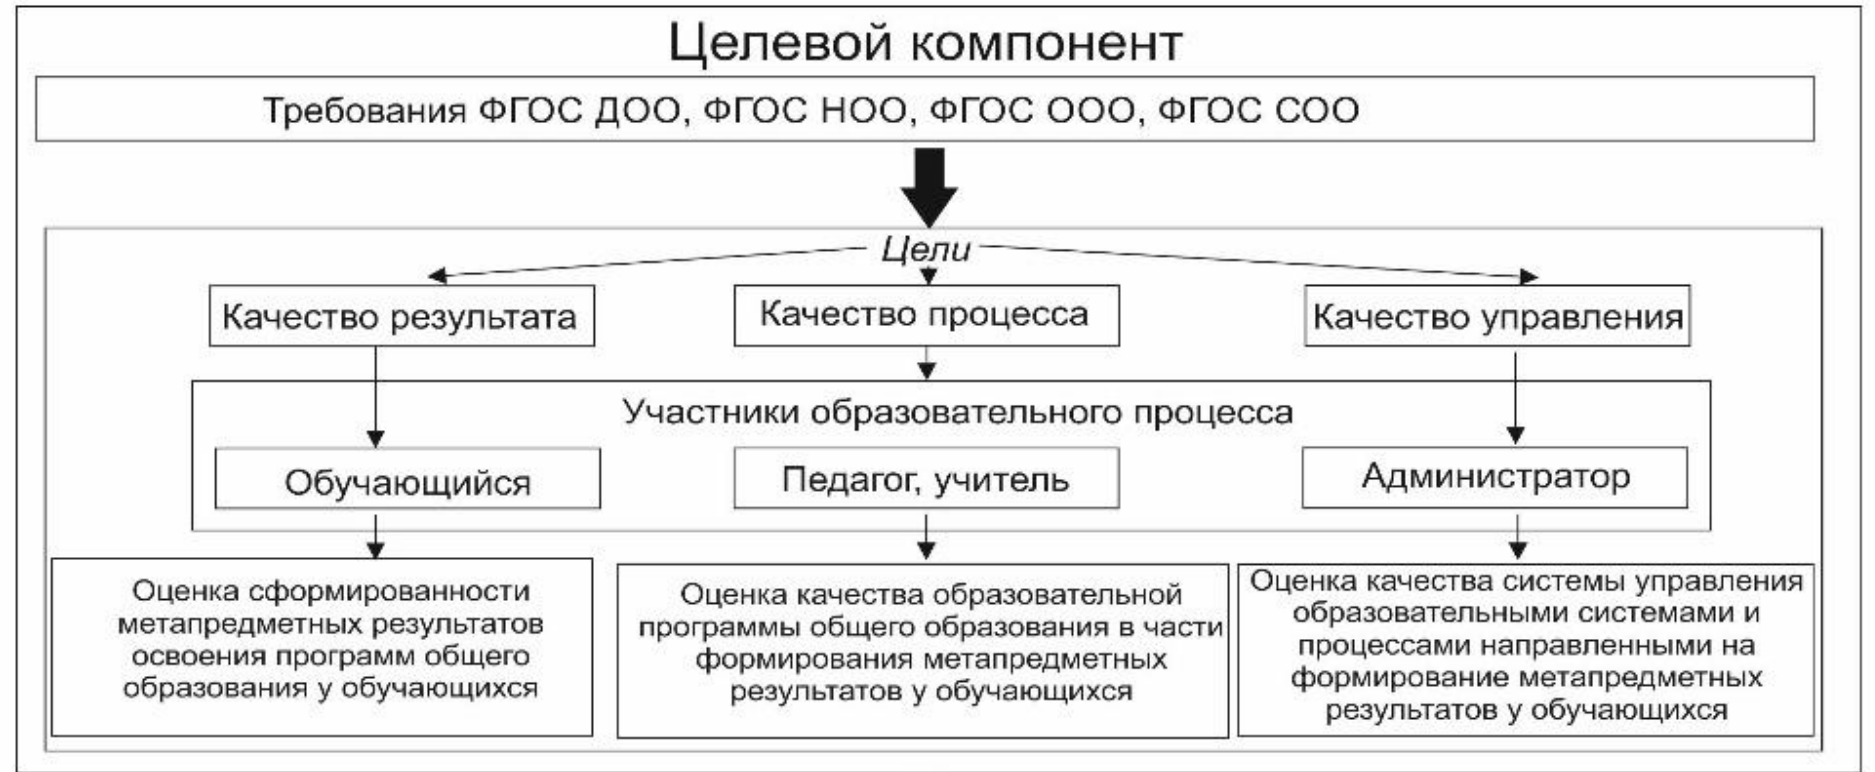 Целевой компонент
Требования ФГОС ДОО, ФГОС НОО, ФГОС ООО, ФГОС СОО
Цели
Качество результата
Качество процесса
Качество управления
Участники образовательного процесса
Обучающийся
Педагог, учитель
Администратор
Оценка сформированности
метапредметных результатов
освоения программ общего
образования у обучающихся
Оценка качества образовательной
программы общего образования в части
формирования метапредметных
результатов у обучающихся
Оценка качества системы управления
образовательными системами и
процессами направленными на
формирование метапредметных
результатов у обучающихся